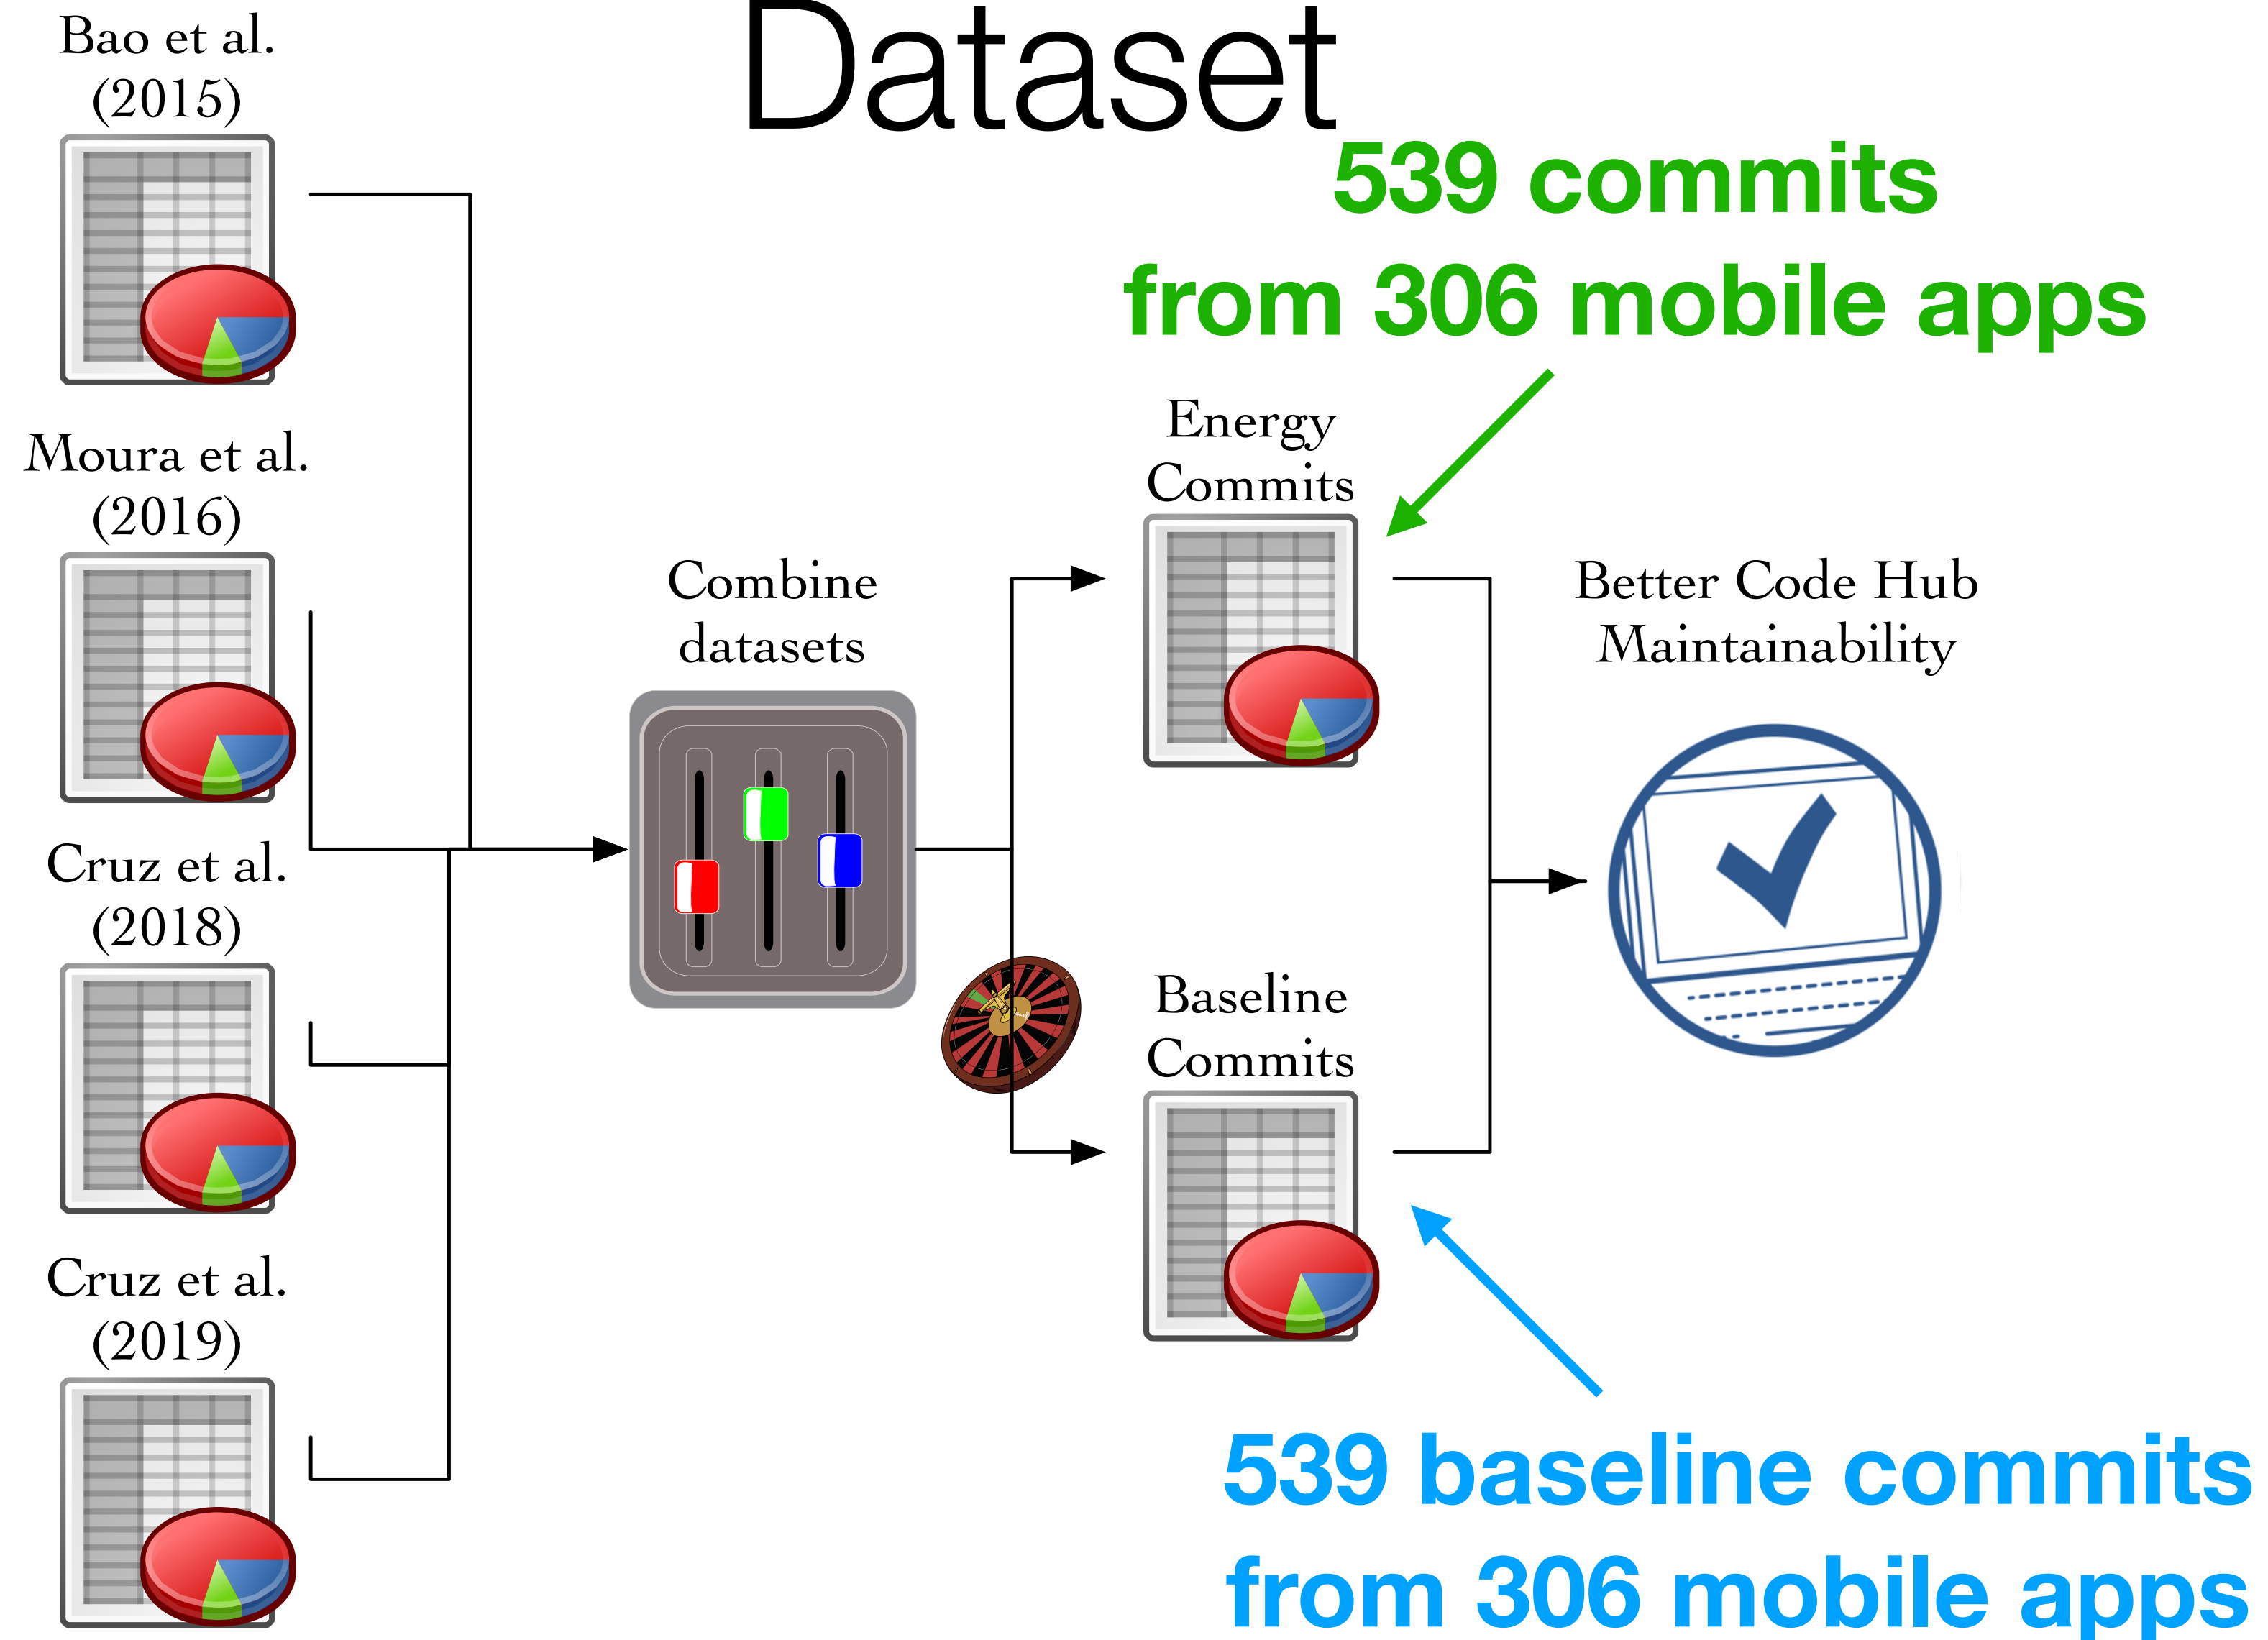 Dataset
Bao et al.
(2015)
539 commits
from 306 mobile apps
Moura et al.
(2016)
Energy
Commits
Combine
datasets
Better Code Hub
Maintainability
Cruz et al.
(2018)
Baseline
Commits
Cruz et al.
(2019)
539 baseline commits
from 306 mobile apps